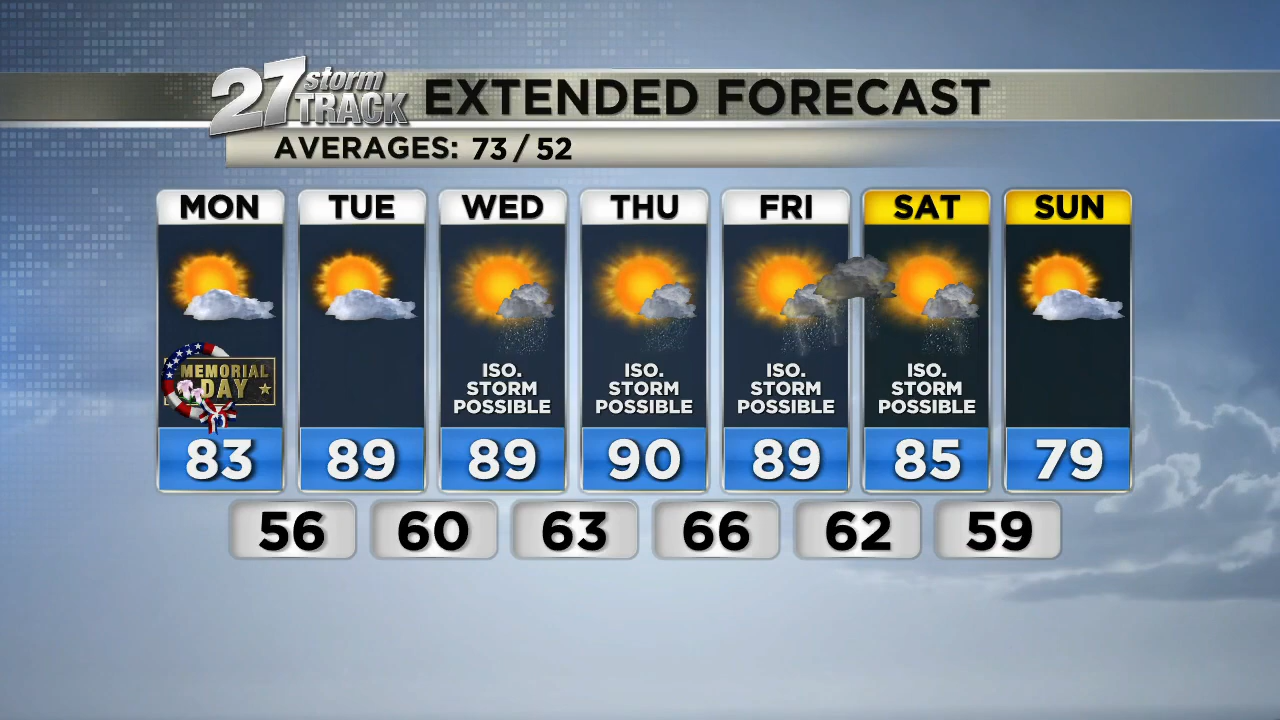 27 storm TRACK EXTENDED FORECAST
AVERAGES: 73 / 52
MON TUE WED THU FRI SAT SUN
MEMORIAL DAY
ISO. STORM POSSIBLE
ISO. STORM POSSIBLE
ISO. STORM POSSIBLE
ISO. STORM POSSIBLE
83 89 89 90 89 85 79
56 60 63 66 62 59